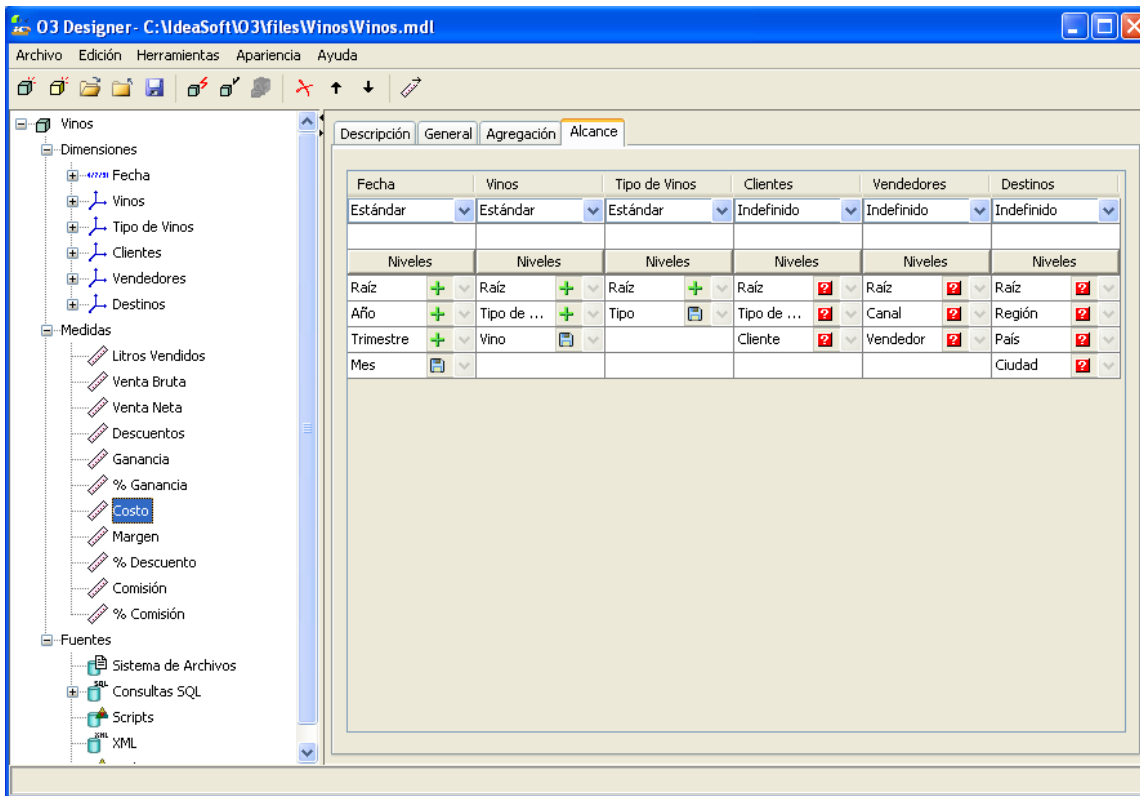 O3 Designer - C:\IdeaSoft\O3\files\Vinos\Vinos.mdl
Archivo Edición Herramientas Apariencia Ayuda
Vinos
Dimensiones
Fecha
Vinos
Tipo de Vinos
Clientes
Vendedores
Destinos
Medidas
Litros Vendidos
Venta Bruta
Venta Neta
Descuentos
Ganancia
% Ganancia
Costo
Margen
% Descuento
Comisión
% Comisión
Fuentes
Sistema de Archivos
SQL Consultas SQL
Scripts
XML XML
Descripción General Agregación Alcance
Fecha Vinos Tipo de Vinos Clientes Vendedores Destinos
Estándar Estándar Estándar Indefinido Indefinido Indefinido
Niveles Niveles Niveles Niveles Niveles Niveles
Raíz Raíz Raíz Raíz ? Raíz ? Raíz ?
Año Tipo de ... Tipo Tipo de ... ? Canal ? Región ?
Trimestre Vino Cliente ? Vendedor ? País ?
Mes Ciudad ?